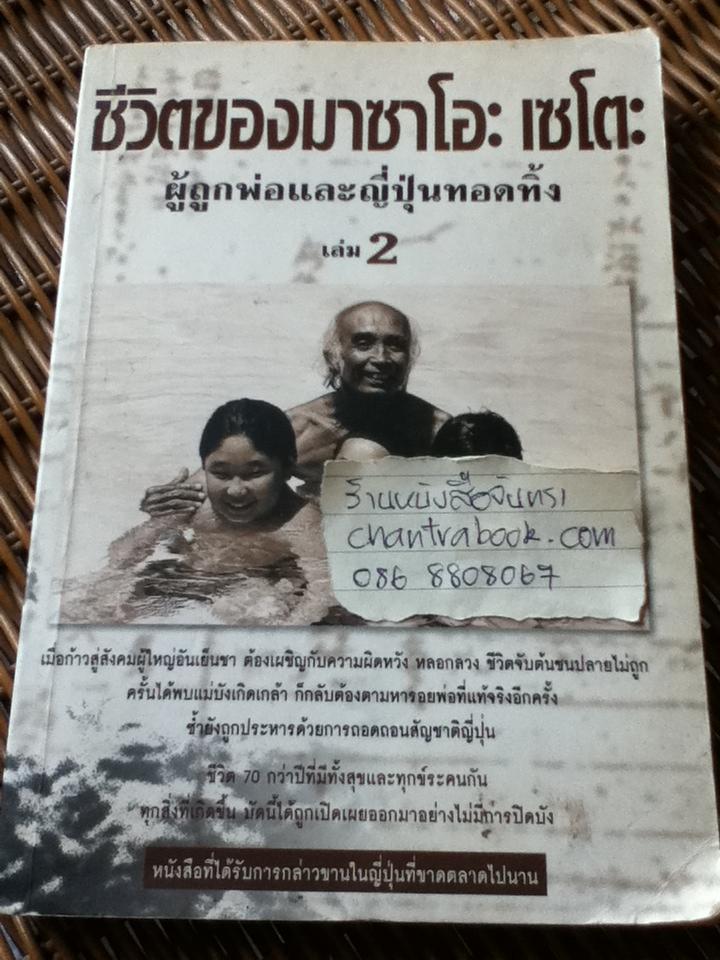 ชีวิตของมาซาโอะ เซโตะ
ผู้ถูกพ่อและญี่ปุ่นทอดทิ้ง
เล่ม 2
ร้านหนังสือจันทรา
chantrabook.com
086 8808067
เมื่อก้าวสู่สังคมผู้ใหญ่อันเย็นชา ต้องเผชิญกับความผิดหวัง หลอกลวง ชีวิตจับต้นชนปลายไม่ถูก
ครั้นได้พบแม่บังเกิดเกล้า ก็กลับต้องตามหารอยพ่อที่แท้จริงอีกครั้ง
ซ้ำยังถูกประหารด้วยการถอดถอนสัญชาติญี่ปุ่น
ชีวิต 70 กว่าปีที่มีทั้งสุขและทุกข์ระคนกัน
ทุกสิ่งที่เกิดขึ้น บัดนี้ได้ถูกเปิดเผยออกมาอย่างไม่มีการปิดบัง
หนังสือที่ได้รับการกล่าวขานในญี่ปุ่นที่ขาดตลาดไปนาน